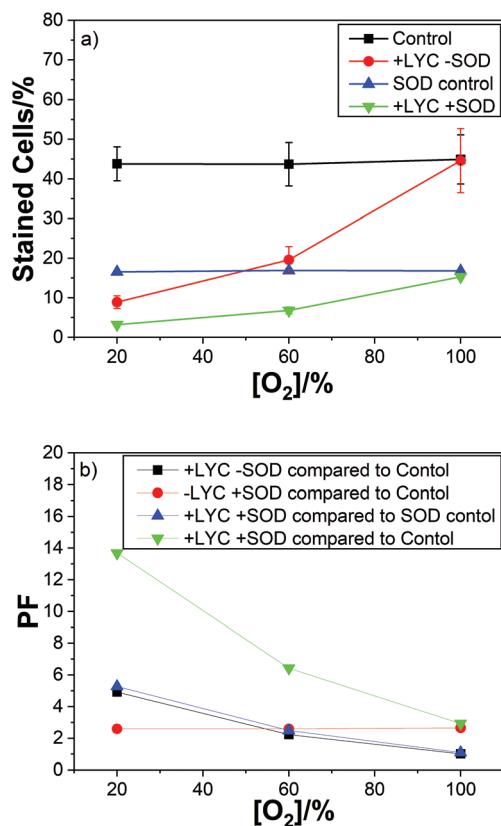 a)
Control
+LYC -SOD
SOD control
+LYC +SOD
Stained Cells/%
80
70
60
50
40
30
20
10
0
20 40 60 80 100
[O₂]/%
b)
+LYC -SOD compared to Contol
-LYC +SOD compared to Contol
+LYC +SOD compared to SOD contol
+LYC +SOD compared to Contol
PF
20
18
16
14
12
10
8
6
4
2
0
20 40 60 80 100
[O₂]/%